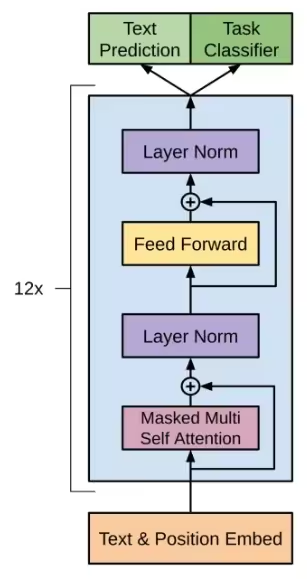 Text
Prediction
Task
Classifier
Layer Norm
Feed Forward
12x
Layer Norm
Masked Multi
Self Attention
Text & Position Embed